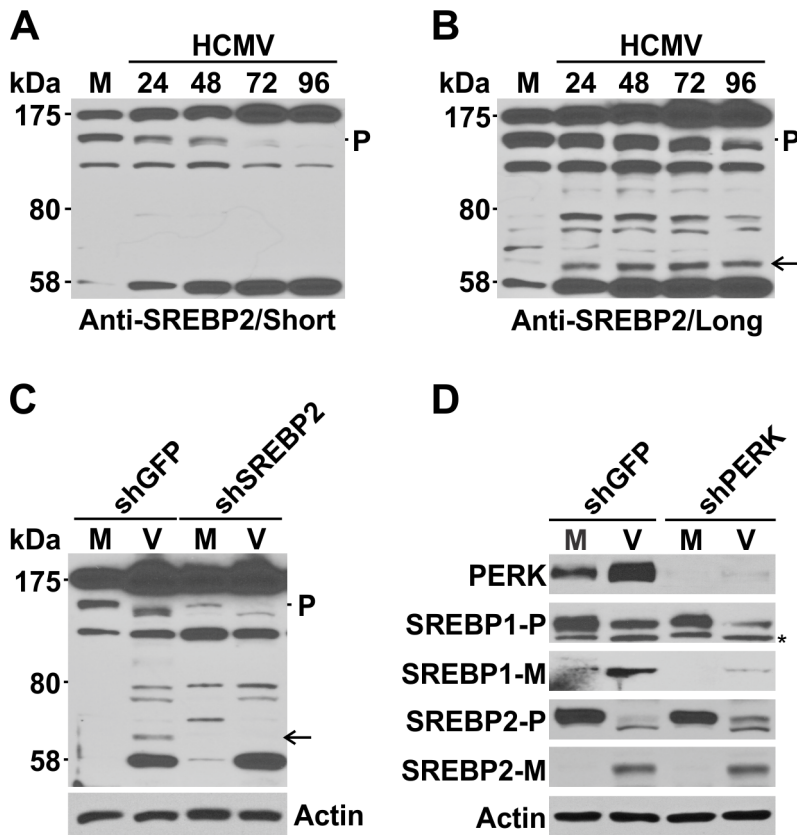 A
HCMV
kDa M 24 48 72 96
175
P
80
58
Anti-SREBP2/Short
B
HCMV
M 24 48 72 96
175
P
80
58
Anti-SREBP2/Long
C
shGFP shSREBP2
kDa M V M V
175
P
80
58
Actin
D
shGFP shPERK
M V M V
PERK
SREBP1-P
*
SREBP1-M
SREBP2-P
SREBP2-M
Actin